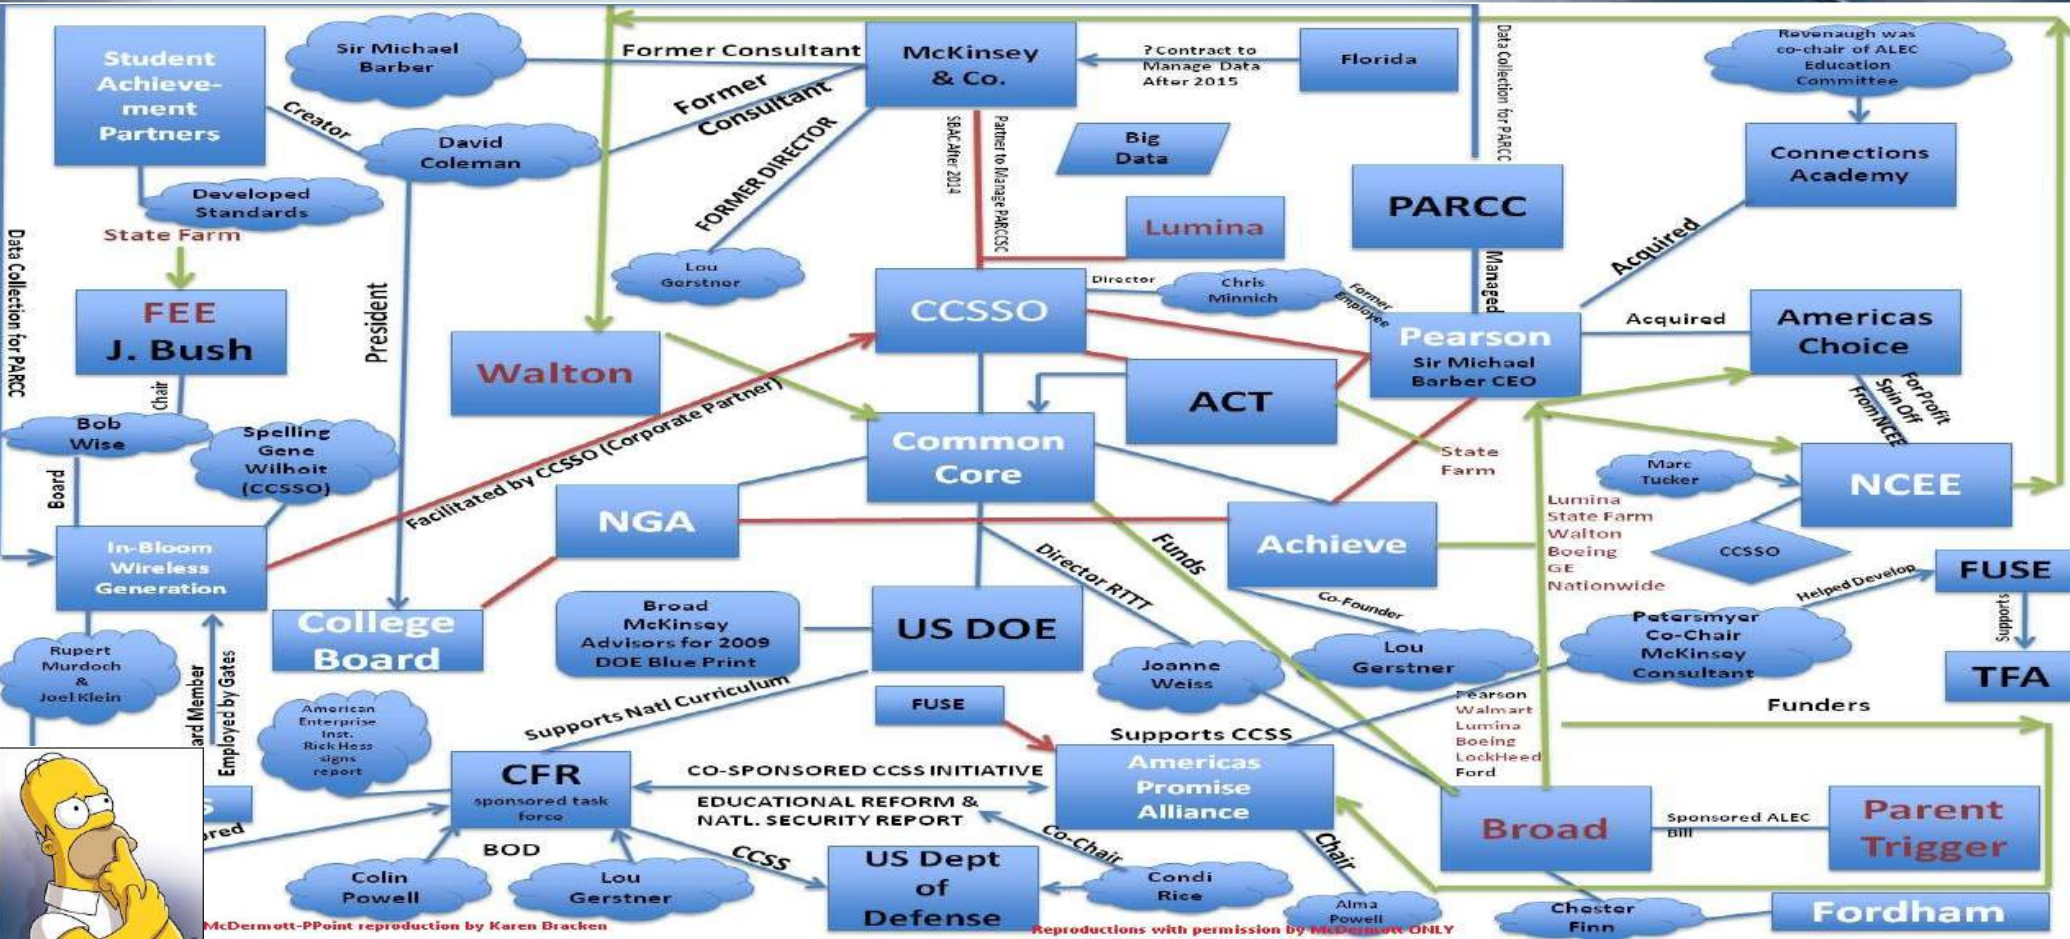 Student
Achieve-
ment
Partners
Sir Michael
Barber
Former Consultant
McKinsey
& Co.
? Contract to
Manage Data
After 2015
Florida
Data Collection for PARCC
Revenaugh was
co-chair of ALEC
Education
Committee
Creator
Former
Consultant
David
Coleman
FORMER DIRECTOR
SBAC After 2014
Partner to Manage PARCCSC
Big
Data
Connections
Academy
Developed
Standards
State Farm
Lumina
PARCC
Acquired
Managed
Data Collection for PARCC
FEE
J. Bush
President
Lou
Gerstner
CCSSO
Director
Chris
Minnich
Former
Employee
Pearson
Sir Michael
Barber CEO
Acquired
Americas
Choice
Chair
Walton
ACT
For Profit
Spin Off
From NCEE
Bob
Wise
Spelling
Gene
Wilhoit
(CCSSO)
Facilitated by CCSSO (Corporate Partner)
Common
Core
State
Farm
Marc
Tucker
NCEE
Board
NGA
Achieve
Lumina
State Farm
Walton
Boeing
GE
Nationwide
CCSSO
In-Bloom
Wireless
Generation
Director RTTT
Funds
FUSE
Helped Develop
Supports
College
Board
Broad
McKinsey
Advisors for 2009
DOE Blue Print
US DOE
Co-Founder
Lou
Gerstner
Petersmyer
Co-Chair
McKinsey
Consultant
TFA
Rupert
Murdoch
&
Joel Klein
ard Member
Employed by Gates
Joanne
Weiss
American
Enterprise
Inst.
Rick Hess
signs
report
Supports Natl Curriculum
FUSE
Supports CCSS
Pearson
Walmart
Lumina
Boeing
LockHeed
Ford
Funders
CFR
sponsored task
force
CO-SPONSORED CCSS INITIATIVE
EDUCATIONAL REFORM &
NATL. SECURITY REPORT
Americas
Promise
Alliance
Broad
Sponsored ALEC
Bill
Parent
Trigger
S
ored
BOD
CCSS
Co-Chair
Chair
Colin
Powell
Lou
Gerstner
US Dept
of
Defense
Condi
Rice
Alma
Powell
Chester
Finn
Fordham
McDermott-PPoint reproduction by Karen Bracken
Reproductions with permission by McDermott ONLY